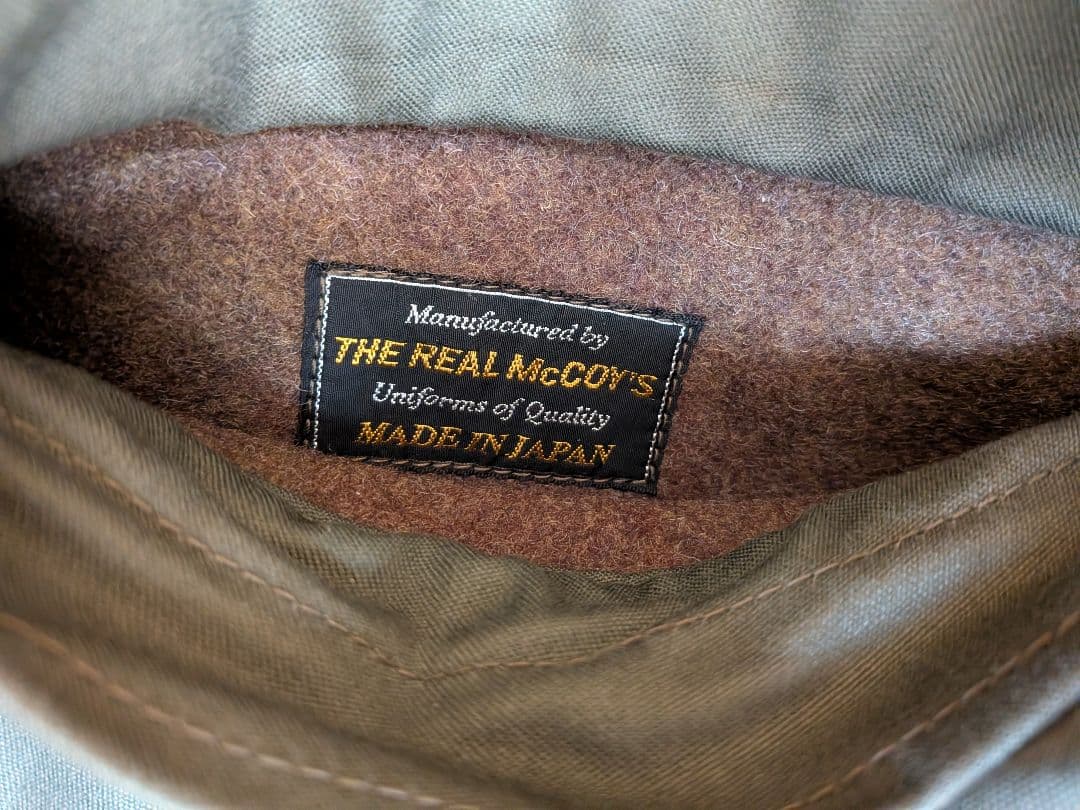 Manufactured by
THE REAL McCOY'S
Uniforms of Quality
MADE IN JAPAN